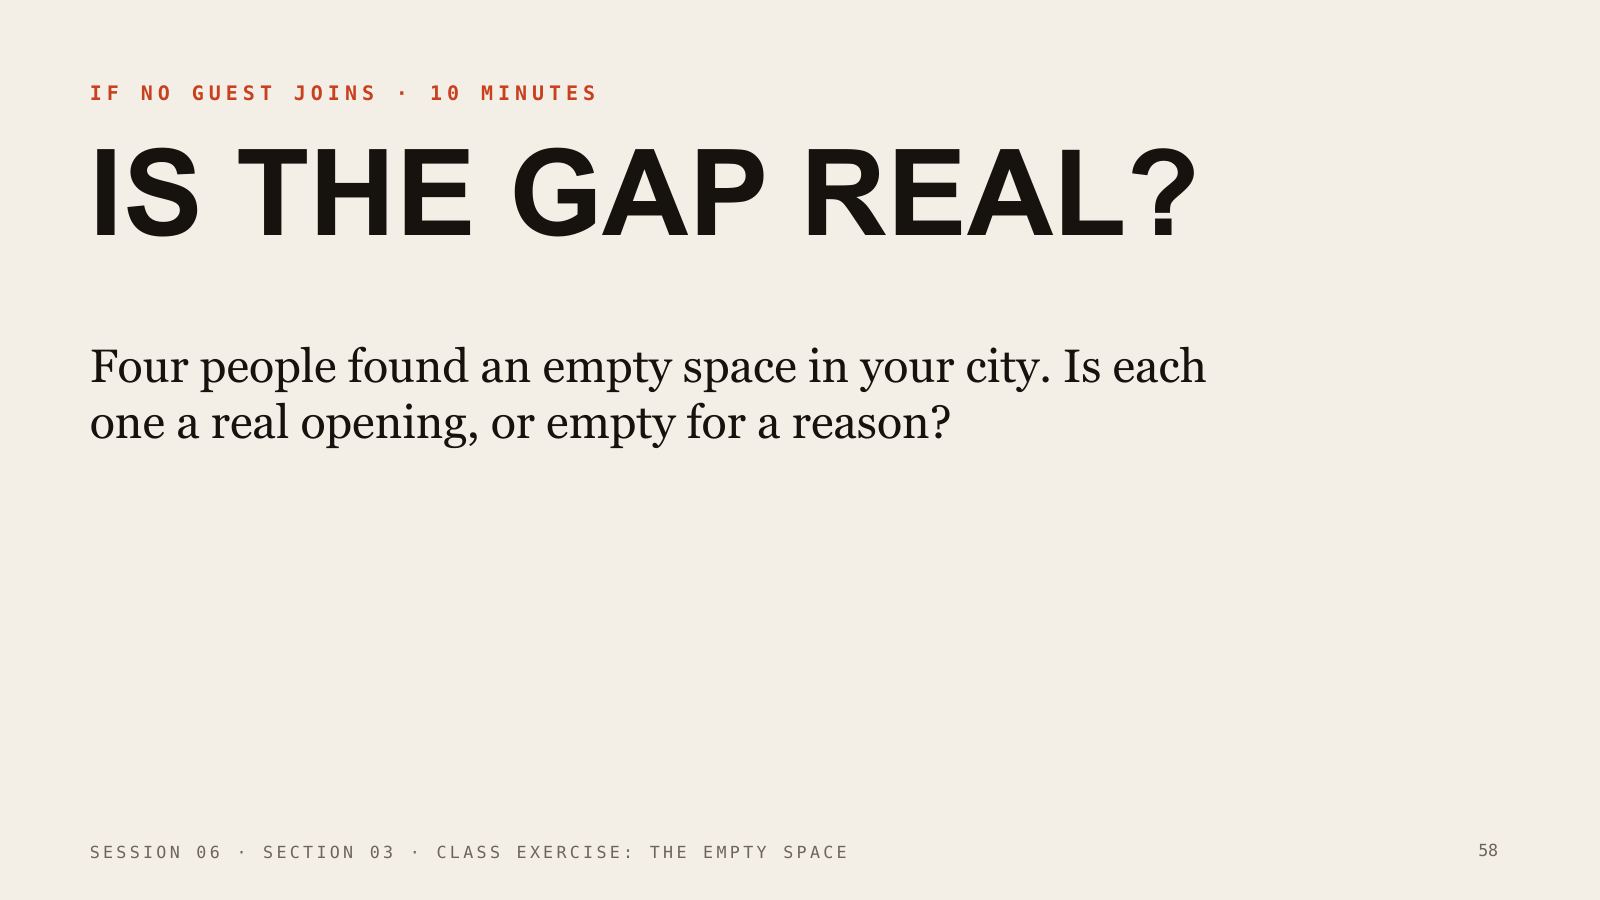 IF NO GUEST JOINS · 10 MINUTES
IS THE GAP REAL?
Four people found an empty space in your city. Is each
one a real opening, or empty for a reason?
SESSION 06 · SECTION 03 · CLASS EXERCISE: THE EMPTY SPACE
58